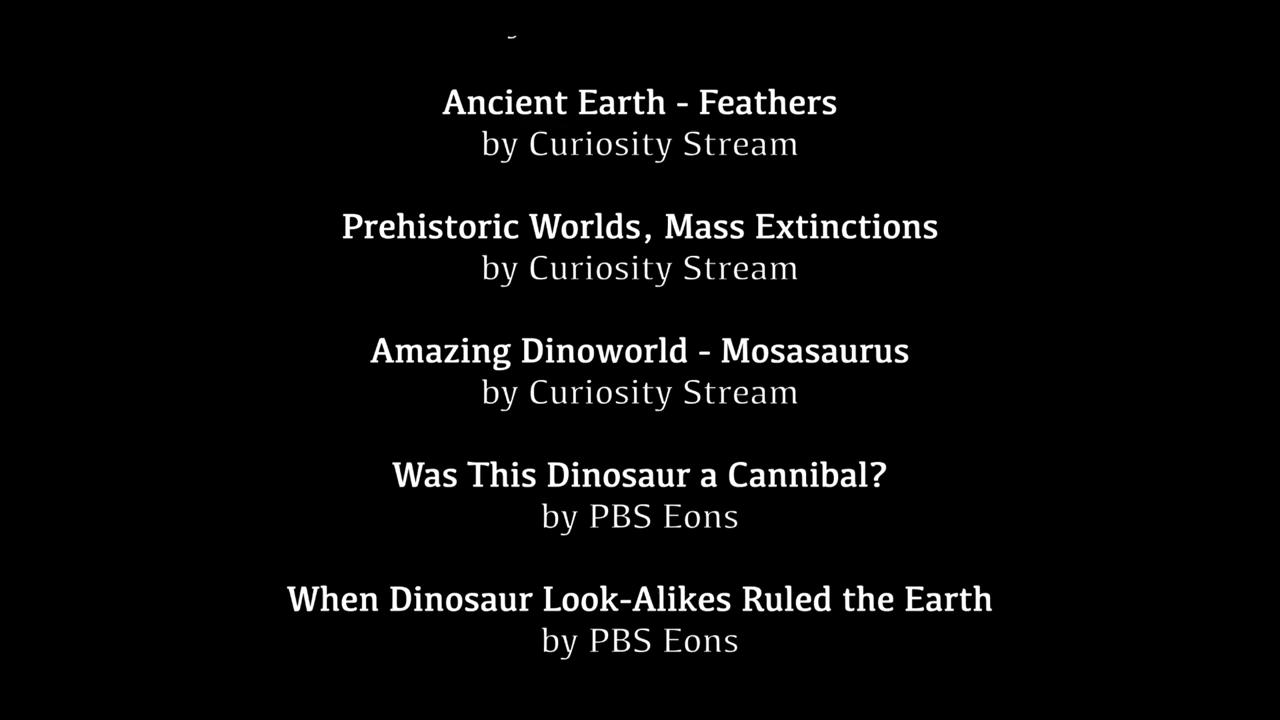 Ancient Earth - Feathers
by Curiosity Stream
Prehistoric Worlds, Mass Extinctions
by Curiosity Stream
Amazing Dinoworld - Mosasaurus
by Curiosity Stream
Was This Dinosaur a Cannibal?
by PBS Eons
When Dinosaur Look-Alikes Ruled the Earth
by PBS Eons